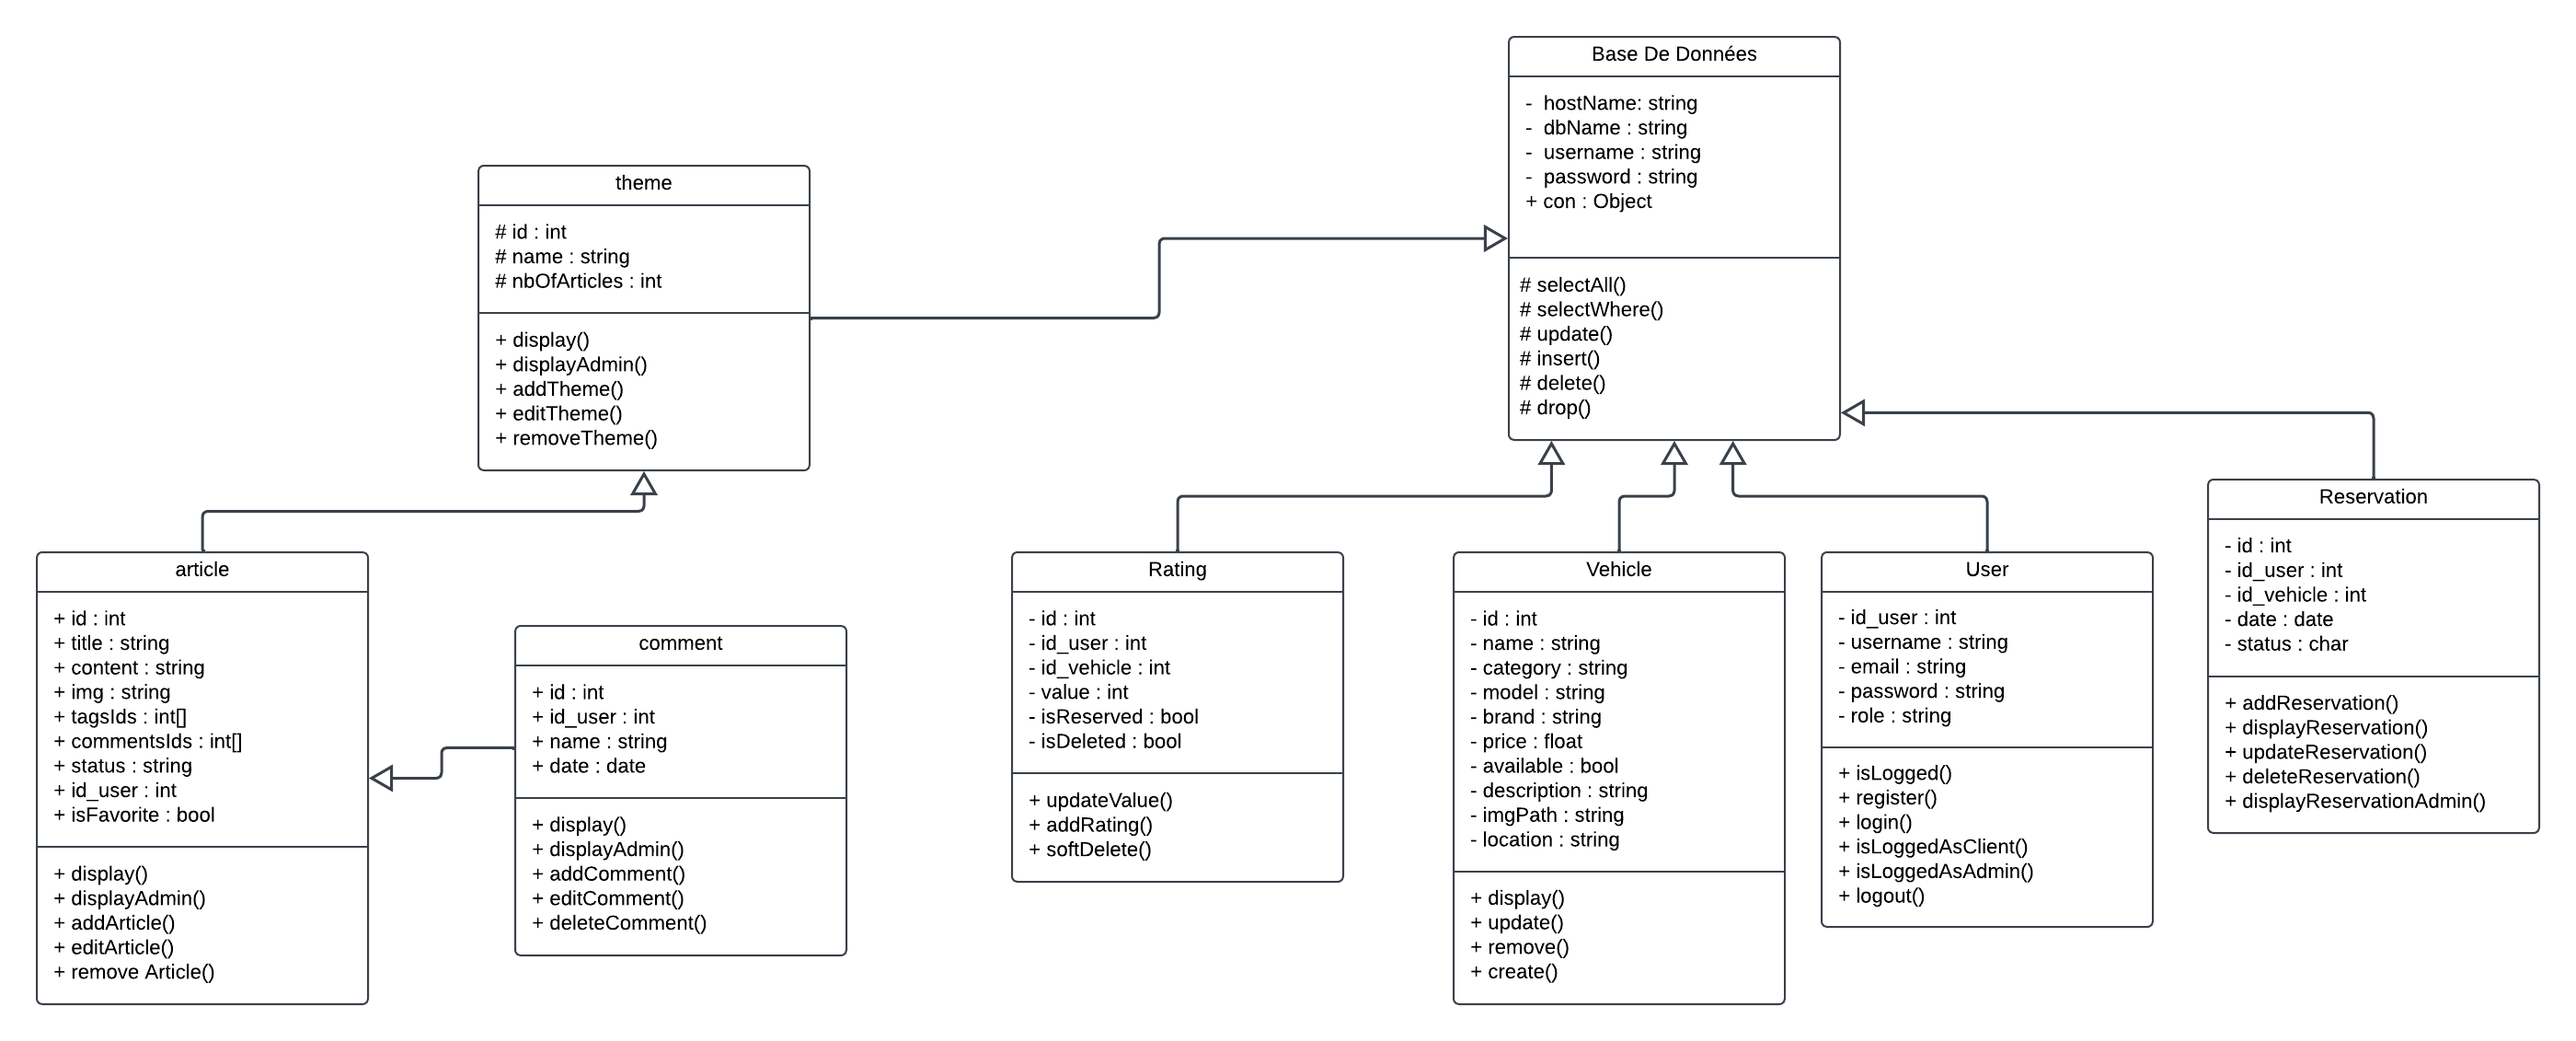 Base De Données
-  hostName: string
-  dbName : string
-  username : string
-  password : string
+ con : Object
# selectAll()
# selectWhere()
# update()
# insert()
# delete()
# drop()
theme
# id : int
# name : string
# nbOfArticles : int
+ display()
+ displayAdmin()
+ addTheme()
+ editTheme()
+ removeTheme()
article
+ id : int
+ title : string
+ content : string
+ img : string
+ tagsIds : int[]
+ commentsIds : int[]
+ status : string
+ id_user : int
+ isFavorite : bool
+ display()
+ displayAdmin()
+ addArticle()
+ editArticle()
+ remove Article()
comment
+ id : int
+ id_user : int
+ name : string
+ date : date
+ display()
+ displayAdmin()
+ addComment()
+ editComment()
+ deleteComment()
Rating
- id : int
- id_user : int
- id_vehicle : int
- value : int
- isReserved : bool
- isDeleted : bool
+ updateValue()
+ addRating()
+ softDelete()
Vehicle
- id : int
- name : string
- category : string
- model : string
- brand : string
- price : float
- available : bool
- description : string
- imgPath : string
- location : string
+ display()
+ update()
+ remove()
+ create()
User
- id_user : int
- username : string
- email : string
- password : string
- role : string
+ isLogged()
+ register()
+ login()
+ isLoggedAsClient()
+ isLoggedAsAdmin()
+ logout()
Reservation
- id : int
- id_user : int
- id_vehicle : int
- date : date
- status : char
+ addReservation()
+ displayReservation()
+ updateReservation()
+ deleteReservation()
+ displayReservationAdmin()